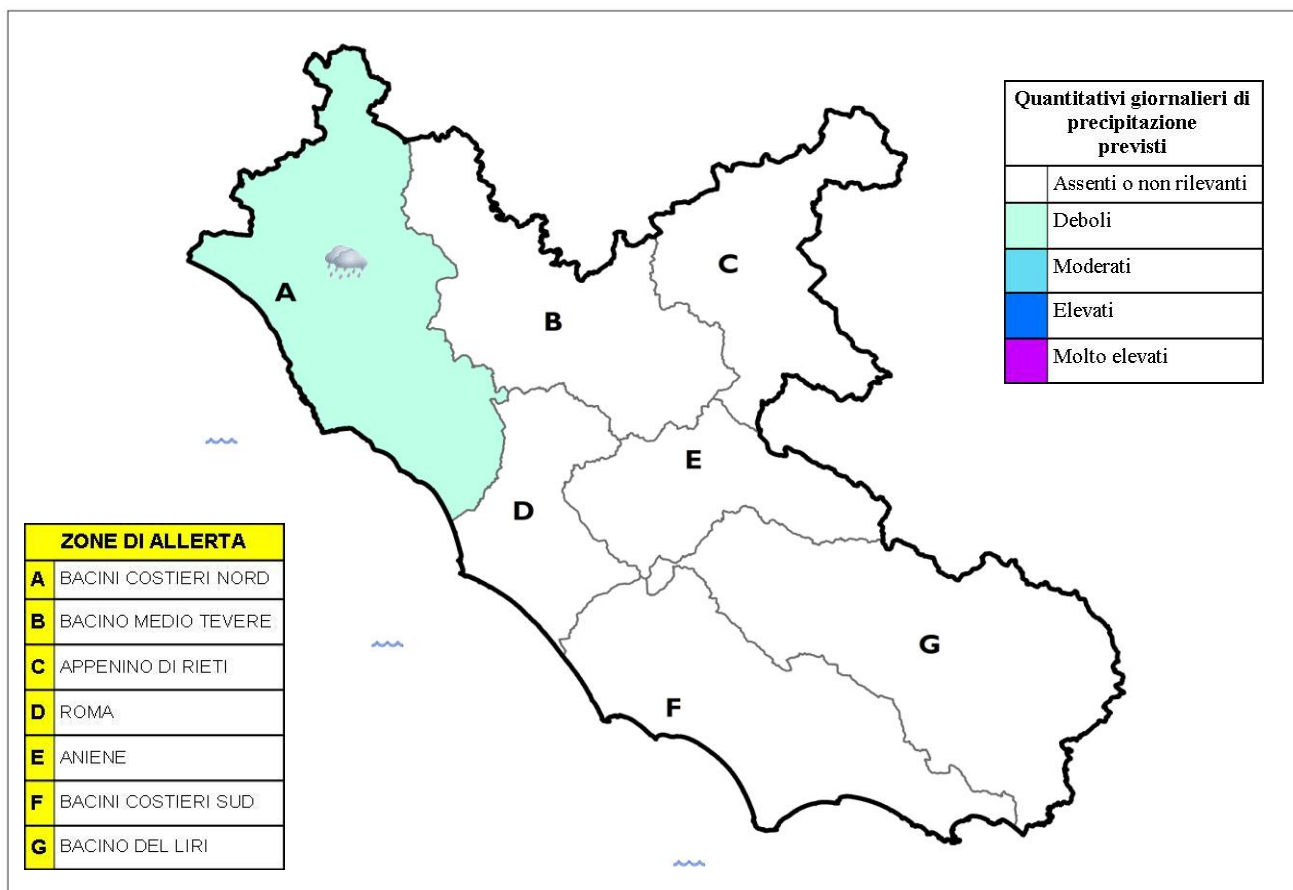 Quantitativi giornalieri di
precipitazione
previsti
Assenti o non rilevanti
Deboli
Moderati
Elevati
Molto elevati
A
B
C
D
E
F
G
ZONE DI ALLERTA
A BACINI COSTIERI NORD
B BACINO MEDIO TEVERE
C APPENINO DI RIETI
D ROMA
E ANIENE
F BACINI COSTIERI SUD
G BACINO DEL LIRI